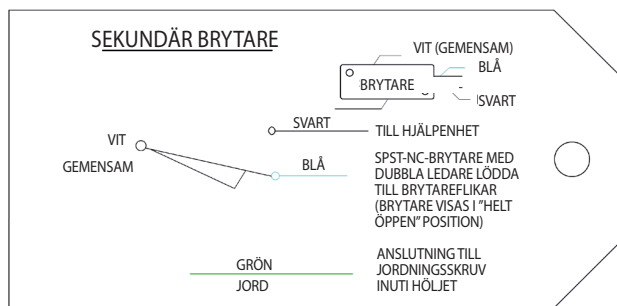 SEKUNDÄR BRYTARE
VIT (GEMENSAM)
BLÅ
BRYTARE
SVART
SVART
TILL HJÄLPENHET
VIT
GEMENSAM
BLÅ
SPST-NC-BRYTARE MED
DUBBLA LEDARE LÖDDA
TILL BRYTAREFLIKAR
(BRYTARE VISAS I "HELT
ÖPPEN" POSITION)
GRÖN
JORD
ANSLUTNING TILL
JORDNINGSSKRUV
INUTI HÖLJET